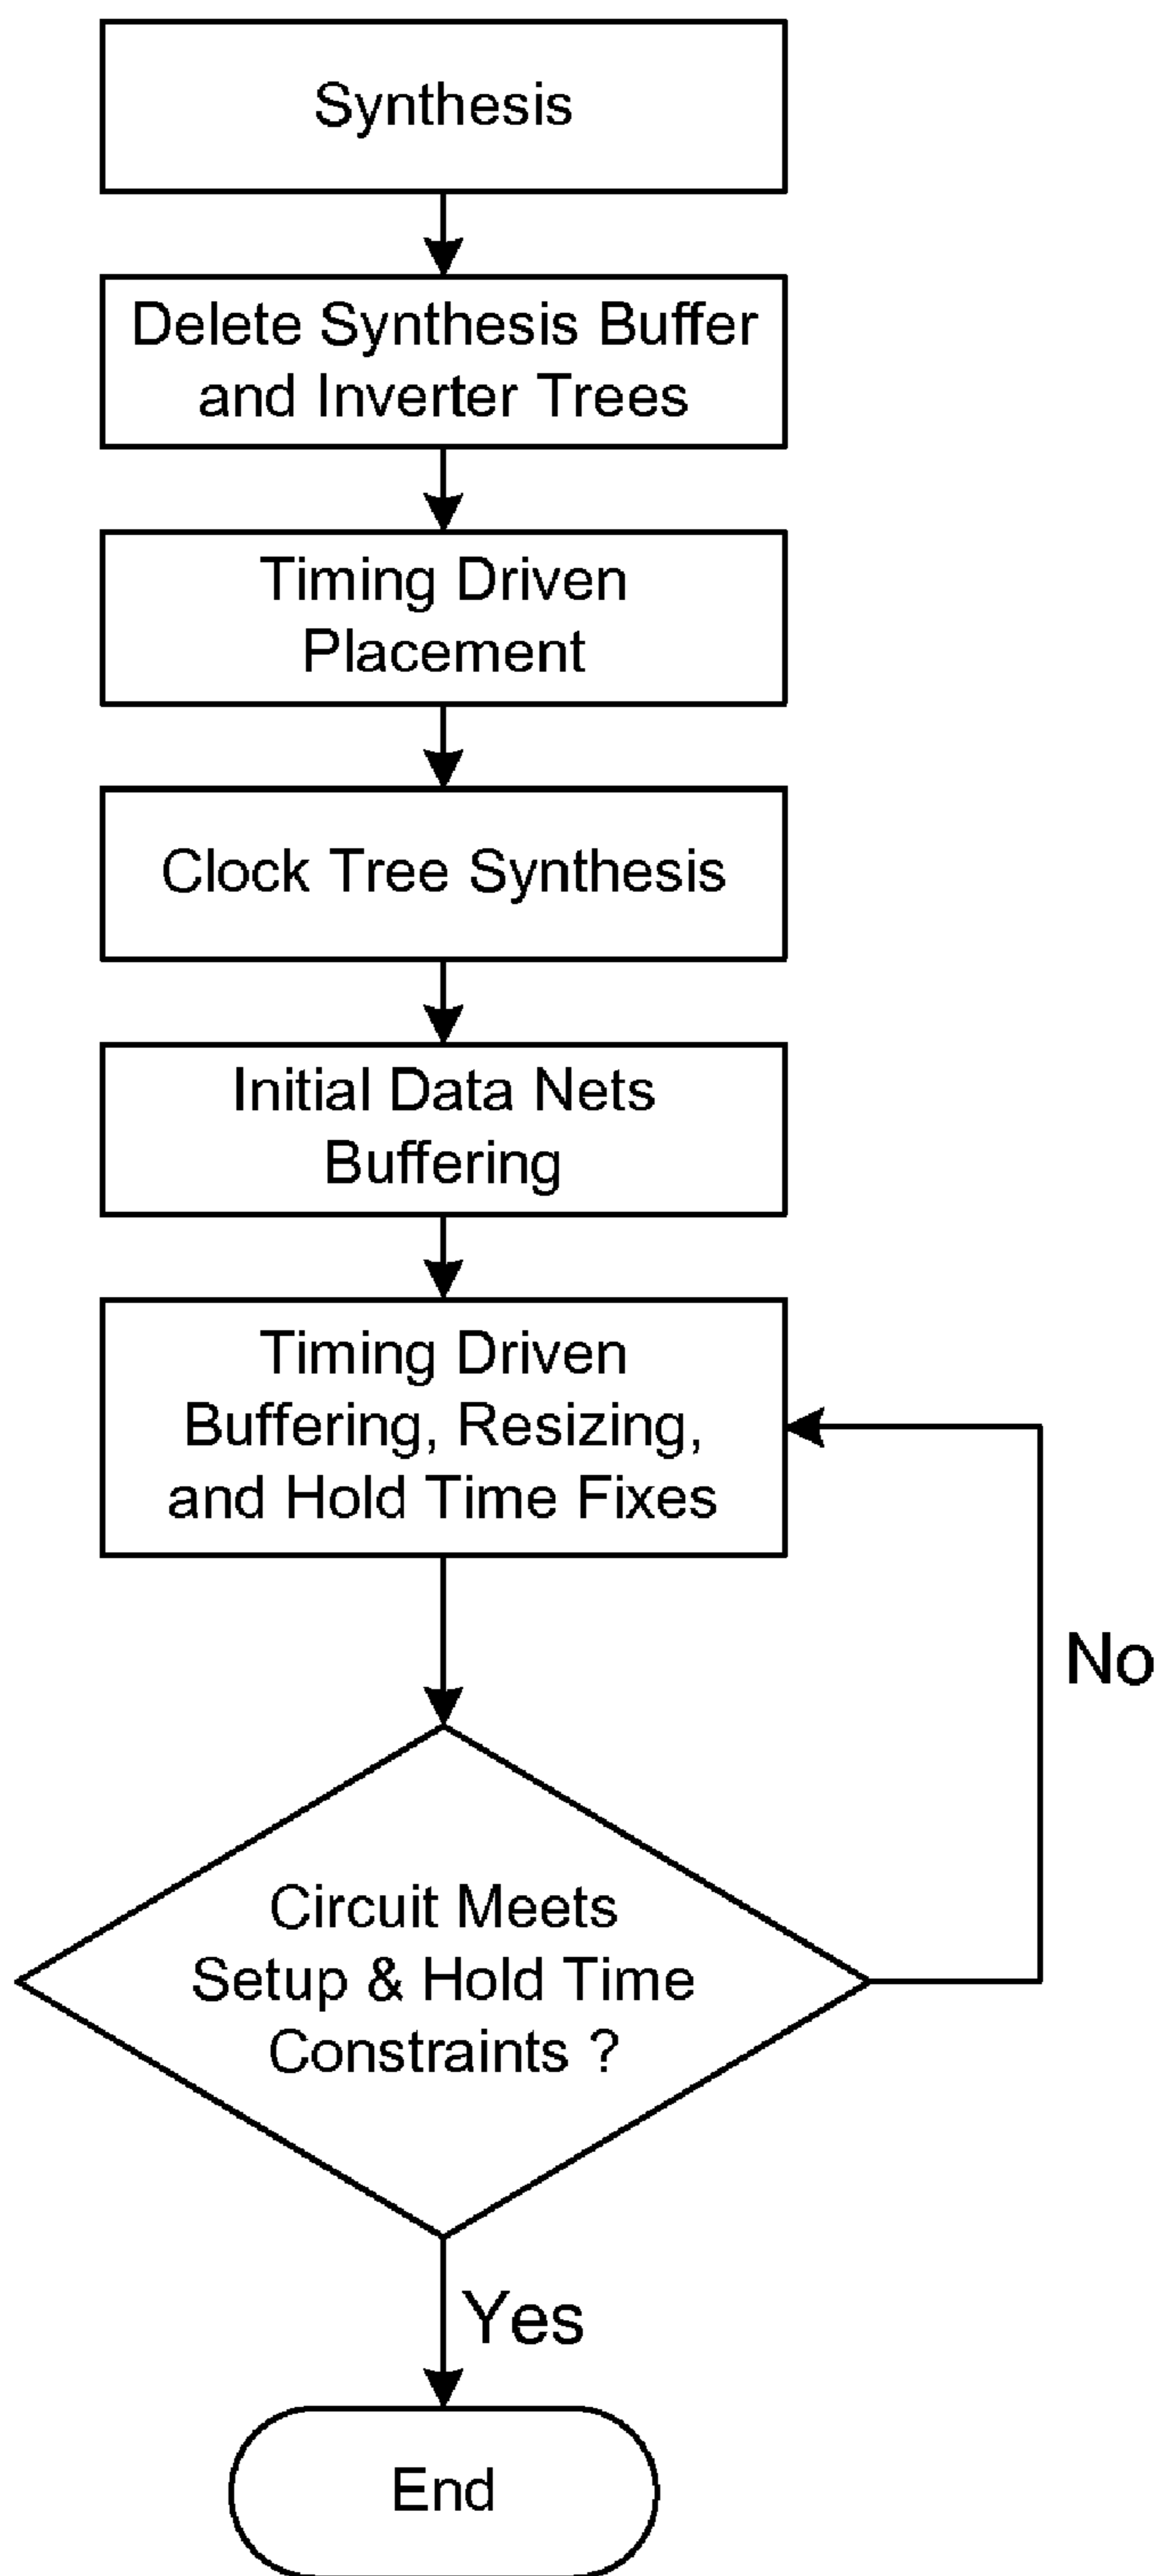 Synthesis
Delete Synthesis Buffer
and Inverter Trees
Timing Driven
Placement
Clock Tree Synthesis
Initial Data Nets
Buffering
Timing Driven
Buffering, Resizing,
and Hold Time Fixes
No
Circuit Meets
Setup & Hold Time
Constraints ?
Yes
End